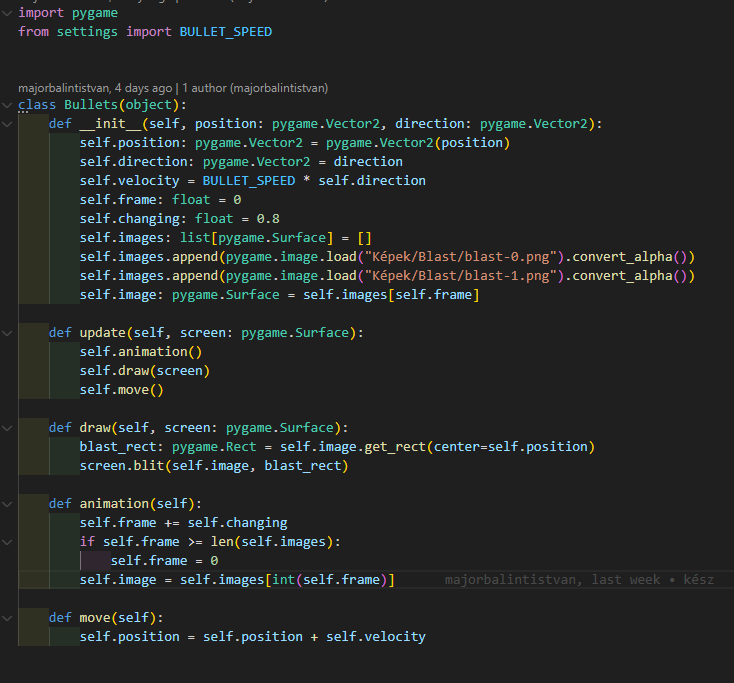 import pygame
from settings import BULLET_SPEED
majorbalintistvan, 4 days ago | 1 author (majorbalintistvan)
class Bullets(object):
    def __init__(self, position: pygame.Vector2, direction: pygame.Vector2):
        self.position: pygame.Vector2 = pygame.Vector2(position)
        self.direction: pygame.Vector2 = direction
        self.velocity = BULLET_SPEED * self.direction
        self.frame: float = 0
        self.changing: float = 0.8
        self.images: list[pygame.Surface] = []
        self.images.append(pygame.image.load("Képek/Blast/blast-0.png").convert_alpha())
        self.images.append(pygame.image.load("Képek/Blast/blast-1.png").convert_alpha())
        self.image: pygame.Surface = self.images[self.frame]
    def update(self, screen: pygame.Surface):
        self.animation()
        self.draw(screen)
        self.move()
    def draw(self, screen: pygame.Surface):
        blast_rect: pygame.Rect = self.image.get_rect(center=self.position)
        screen.blit(self.image, blast_rect)
    def animation(self):
        self.frame += self.changing
        if self.frame >= len(self.images):
            self.frame = 0
        self.image = self.images[int(self.frame)]    majorbalintistvan, last week • kész
    def move(self):
        self.position = self.position + self.velocity